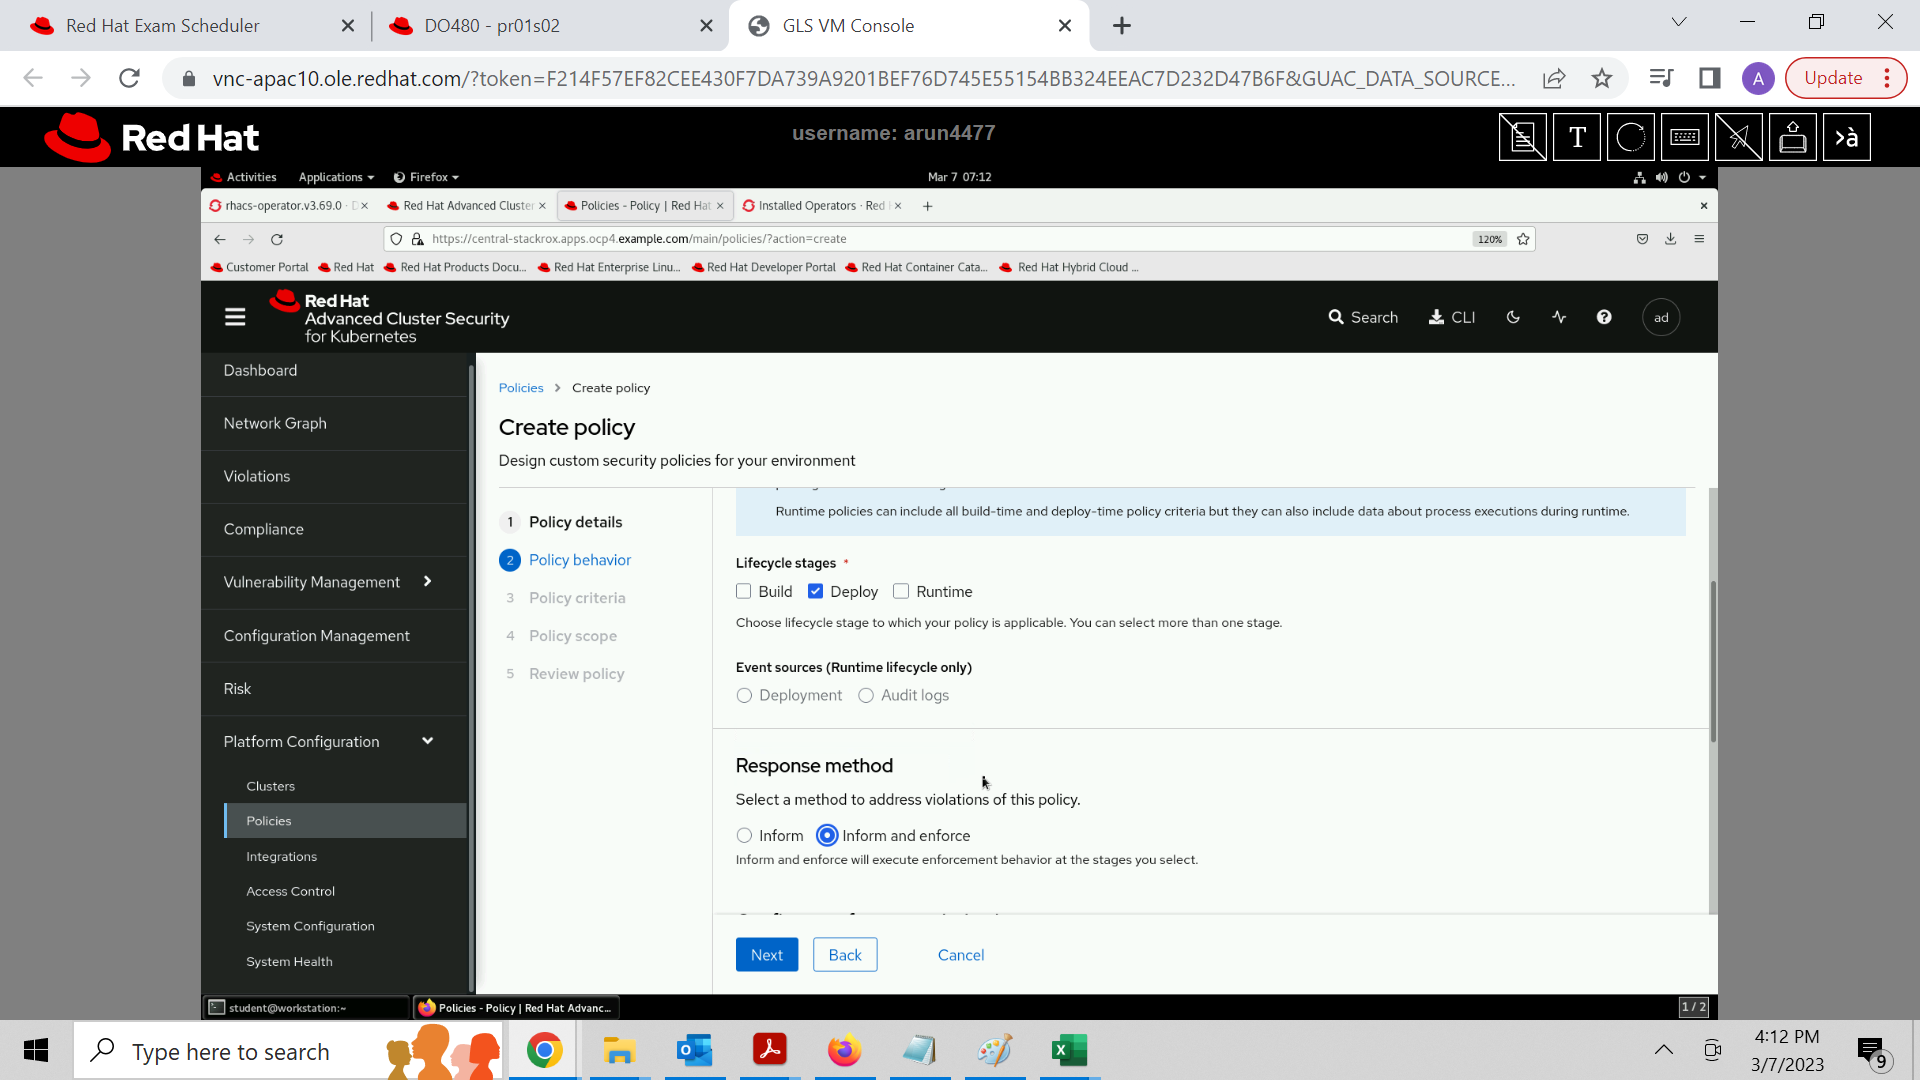 Red Hat Exam Scheduler
DO480 - pr01s02
GLS VM Console
vnc-apac10.ole.redhat.com/?token=F214F57EF82CEE430F7DA739A9201BEF76D745E55154BB324EEAC7D232D47B6F&GUAC_DATA_SOURCE...
A
Update
Red Hat
username: arun4477
T
>à
Activities
Applications
Firefox
Mar 7 07:12
rhacs-operator.v3.69.0 · D
Red Hat Advanced Cluster
Policies - Policy | Red Hat
Installed Operators · Red
https://central-stackrox.apps.ocp4.example.com/main/policies/?action=create
120%
Customer Portal
Red Hat
Red Hat Products Docu...
Red Hat Enterprise Linu...
Red Hat Developer Portal
Red Hat Container Cata...
Red Hat Hybrid Cloud ...
Red Hat
Advanced Cluster Security
for Kubernetes
Search
CLI
ad
Dashboard
Network Graph
Violations
Compliance
Vulnerability Management
Configuration Management
Risk
Platform Configuration
Clusters
Policies
Integrations
Access Control
System Configuration
System Health
Policies > Create policy
Create policy
Design custom security policies for your environment
1 Policy details
2 Policy behavior
3 Policy criteria
4 Policy scope
5 Review policy
Runtime policies can include all build-time and deploy-time policy criteria but they can also include data about process executions during runtime.
Lifecycle stages *
Build Deploy Runtime
Choose lifecycle stage to which your policy is applicable. You can select more than one stage.
Event sources (Runtime lifecycle only)
Deployment Audit logs
Response method
Select a method to address violations of this policy.
Inform Inform and enforce
Inform and enforce will execute enforcement behavior at the stages you select.
Next
Back
Cancel
student@workstation:~
Policies - Policy | Red Hat Advanc...
1 / 2
Type here to search
4:12 PM
3/7/2023
9